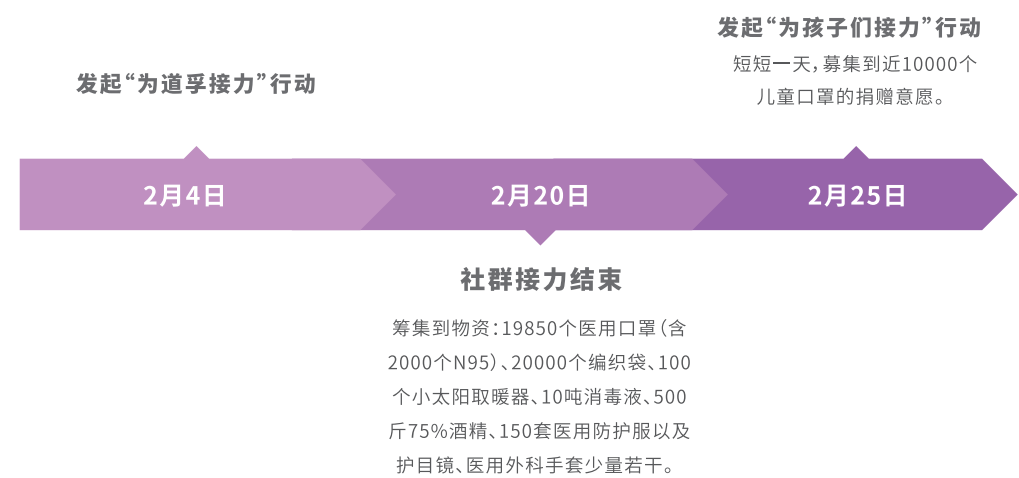 发起“为道孚接力”行动
发起“为孩子们接力”行动
短短一天，募集到近10000个
儿童口罩的捐赠意愿。
2月4日
2月20日
2月25日
社群接力结束
筹集到物资：19850个医用口罩（含
2000个N95）、20000个编织袋、100
个小太阳取暖器、10吨消毒液、500
斤75%酒精、150套医用防护服以及
护目镜、医用外科手套少量若干。